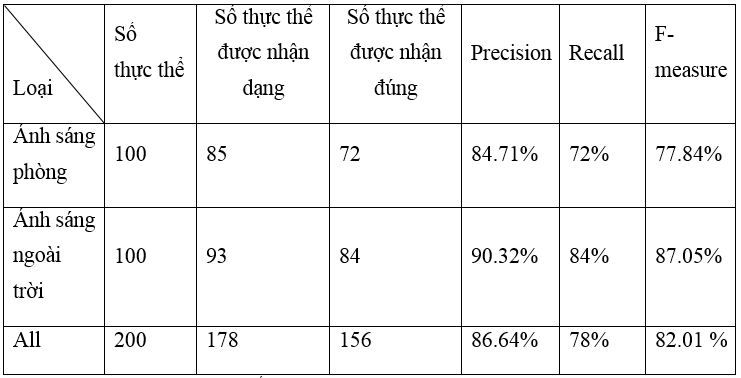 Loại
Số thực thể
Số thực thể được nhận dạng
Số thực thể được nhận đúng
Precision
Recall
F-measure
Ánh sáng phòng
100
85
72
84.71%
72%
77.84%
Ánh sáng ngoài trời
100
93
84
90.32%
84%
87.05%
All
200
178
156
86.64%
78%
82.01 %